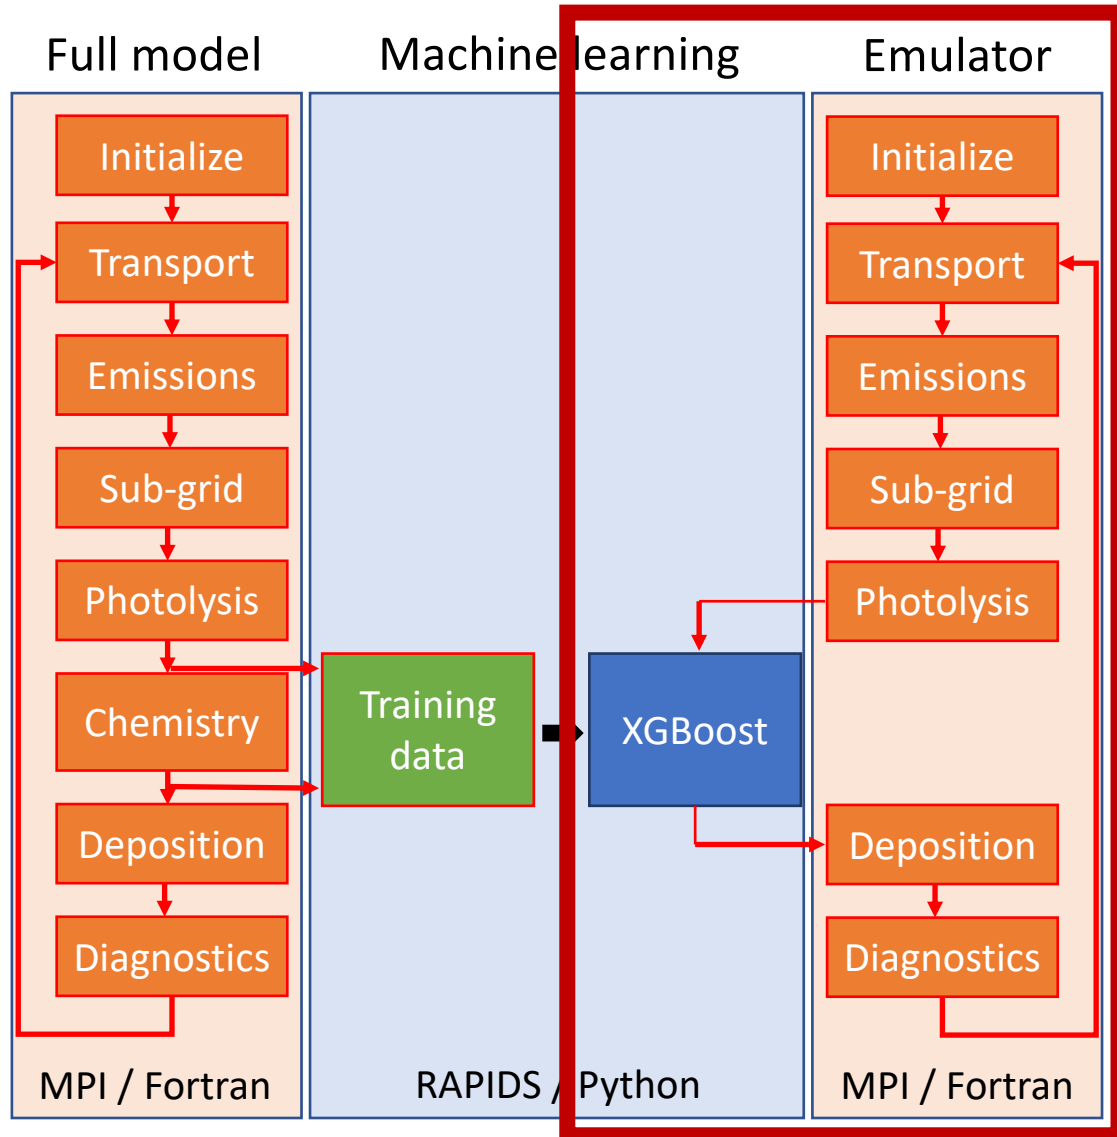 Full model
Machine learning
Emulator
Initialize
Transport
Emissions
Sub-grid
Photolysis
Chemistry
Deposition
Diagnostics
MPI / Fortran
Training
data
XGBoost
RAPIDS / Python
Initialize
Transport
Emissions
Sub-grid
Photolysis
Deposition
Diagnostics
MPI / Fortran